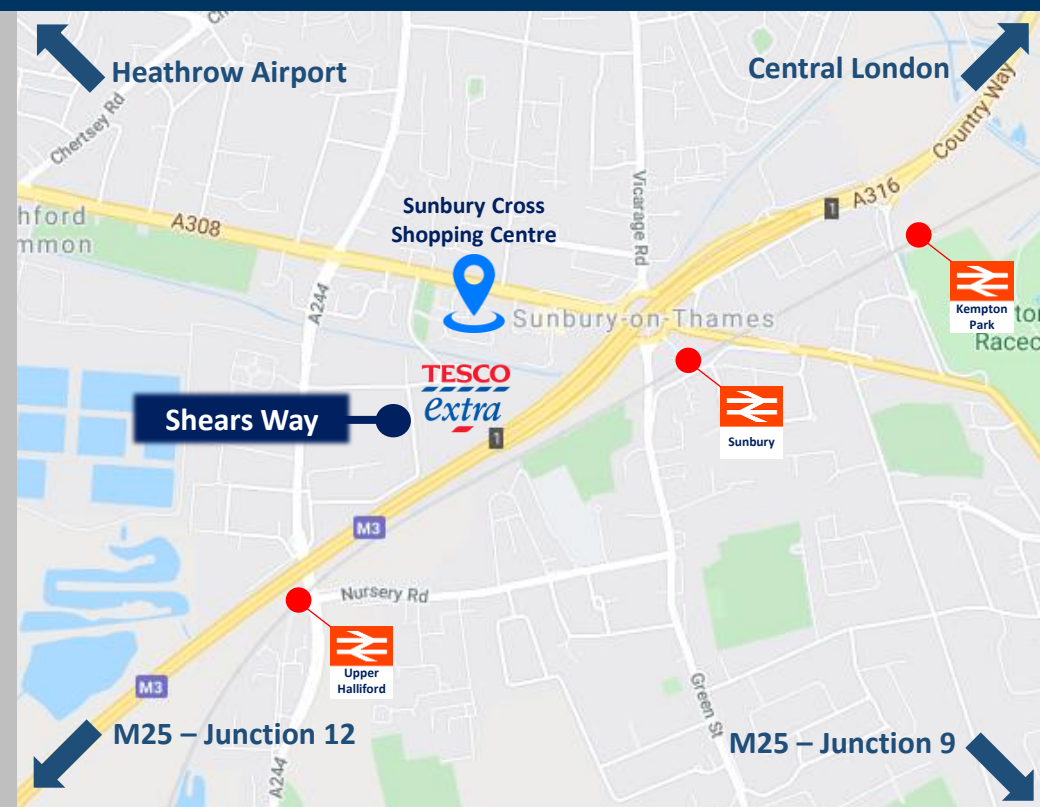 Heathrow Airport
Central London
Chertsey Rd
Country Way
A316
1
hford
mmon
A308
Sunbury Cross
Shopping Centre
Vicarage Rd
A244
Sunbury-on-Thames
Kempton
Park
Racec
TESCO
extra
Shears Way
1
Sunbury
M3
Nursery Rd
Upper
Halliford
M3
Green St
M25 – Junction 12
M25 – Junction 9
A244